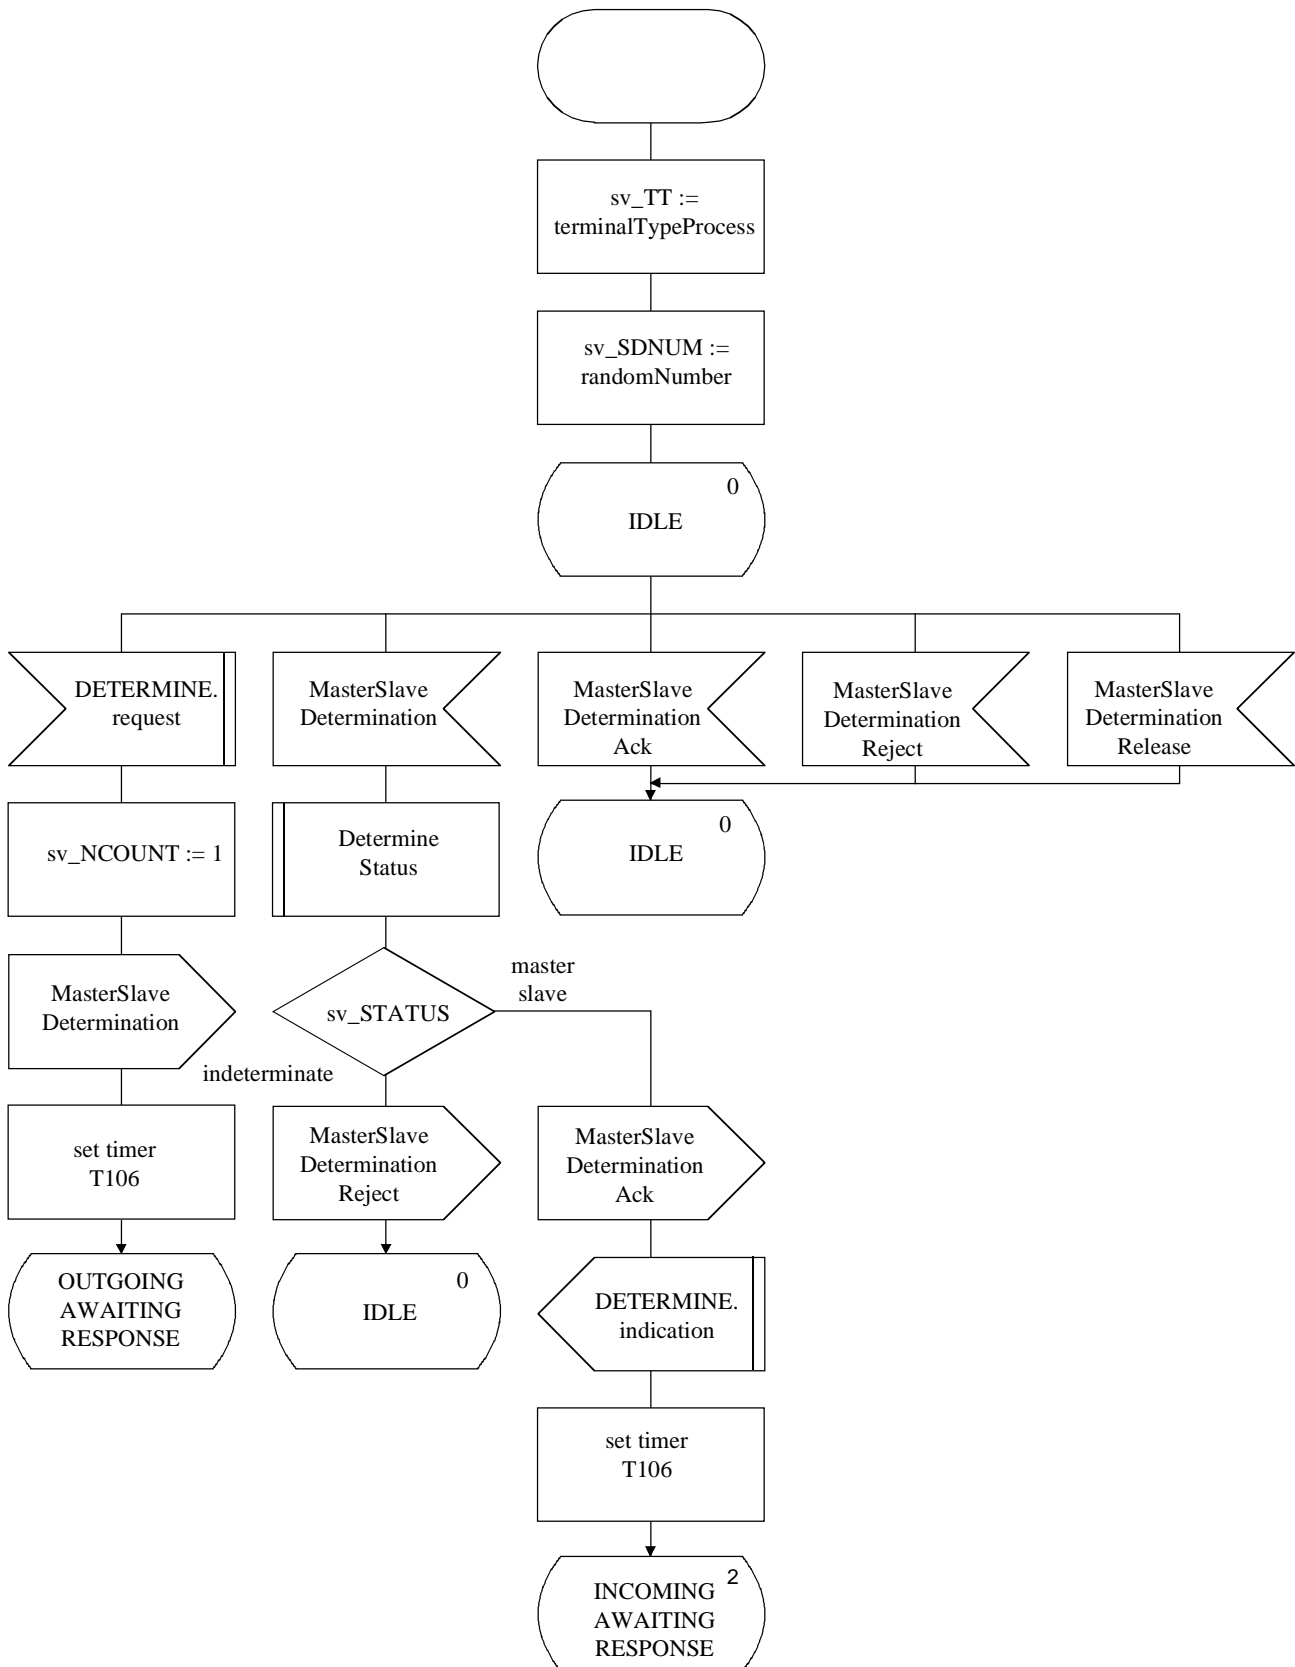 sv_TT :=
terminalTypeProcess
sv_SDNUM :=
randomNumber
0
IDLE
DETERMINE.
request
MasterSlave
Determination
MasterSlave
Determination
Ack
MasterSlave
Determination
Reject
MasterSlave
Determination
Release
sv_NCOUNT := 1
Determine
Status
0
IDLE
MasterSlave
Determination
sv_STATUS
master
slave
indeterminate
set timer
T106
MasterSlave
Determination
Reject
MasterSlave
Determination
Ack
OUTGOING
AWAITING
RESPONSE
0
IDLE
DETERMINE.
indication
set timer
T106
2
INCOMING
AWAITING
RESPONSE